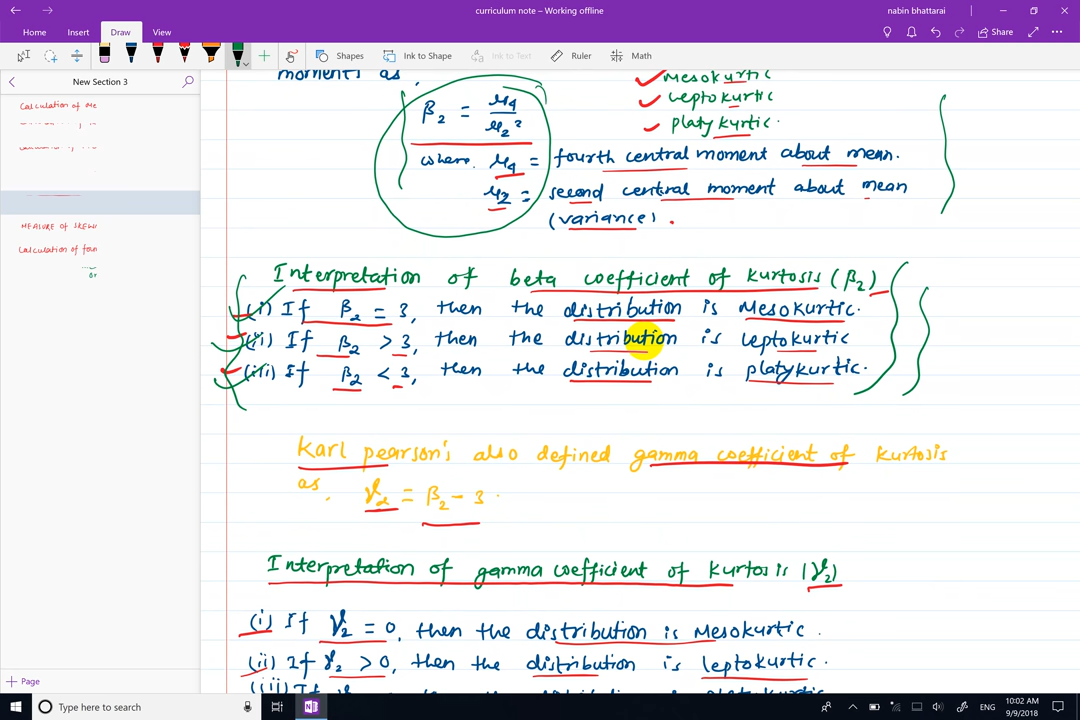 curriculum note – Working offline
nabin bhattarai
Home Insert Draw View
Share
Shapes Ink to Shape Ink to Text Ruler Math
New Section 3
Calculation of Me
MEASURE OF SKEW
Calculation of four
or
Page
moments as
Mesokurtic
Leptokurtic
platykurtic.
β₂ = μ₄/μ₂²
where. μ₄ = fourth central moment about mean.
μ₂ = second central moment about mean
(variance).
Interpretation of beta coefficient of kurtosis (β₂)
(i) If β₂ = 3, then the distribution is Mesokurtic.
(ii) If β₂ > 3, then the distribution is leptokurtic
(iii) If β₂ < 3, then the distribution is platykurtic.
Karl pearson's also defined gamma coefficient of kurtosis
as, γ₂ = β₂ – 3.
Interpretation of gamma coefficient of kurtosis (γ₂)
(i) If γ₂ = 0, then the distribution is Mesokurtic.
(ii) If γ₂ > 0, then the distribution is leptokurtic.
Type here to search
ENG
10:02 AM
9/9/2018